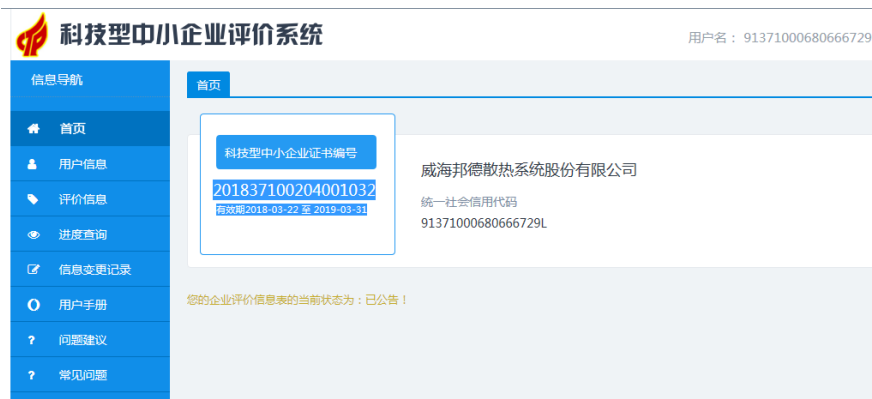 科技型中小企业评价系统
用户名： 91371000680666729
信息导航
首页
首页
用户信息
评价信息
进度查询
信息变更记录
用户手册
问题建议
常见问题
科技型中小企业证书编号
201837100204001032
有效期2018-03-22 至 2019-03-31
威海邦德散热系统股份有限公司
统一社会信用代码
91371000680666729L
您的企业评价信息表的当前状态为：已公告！